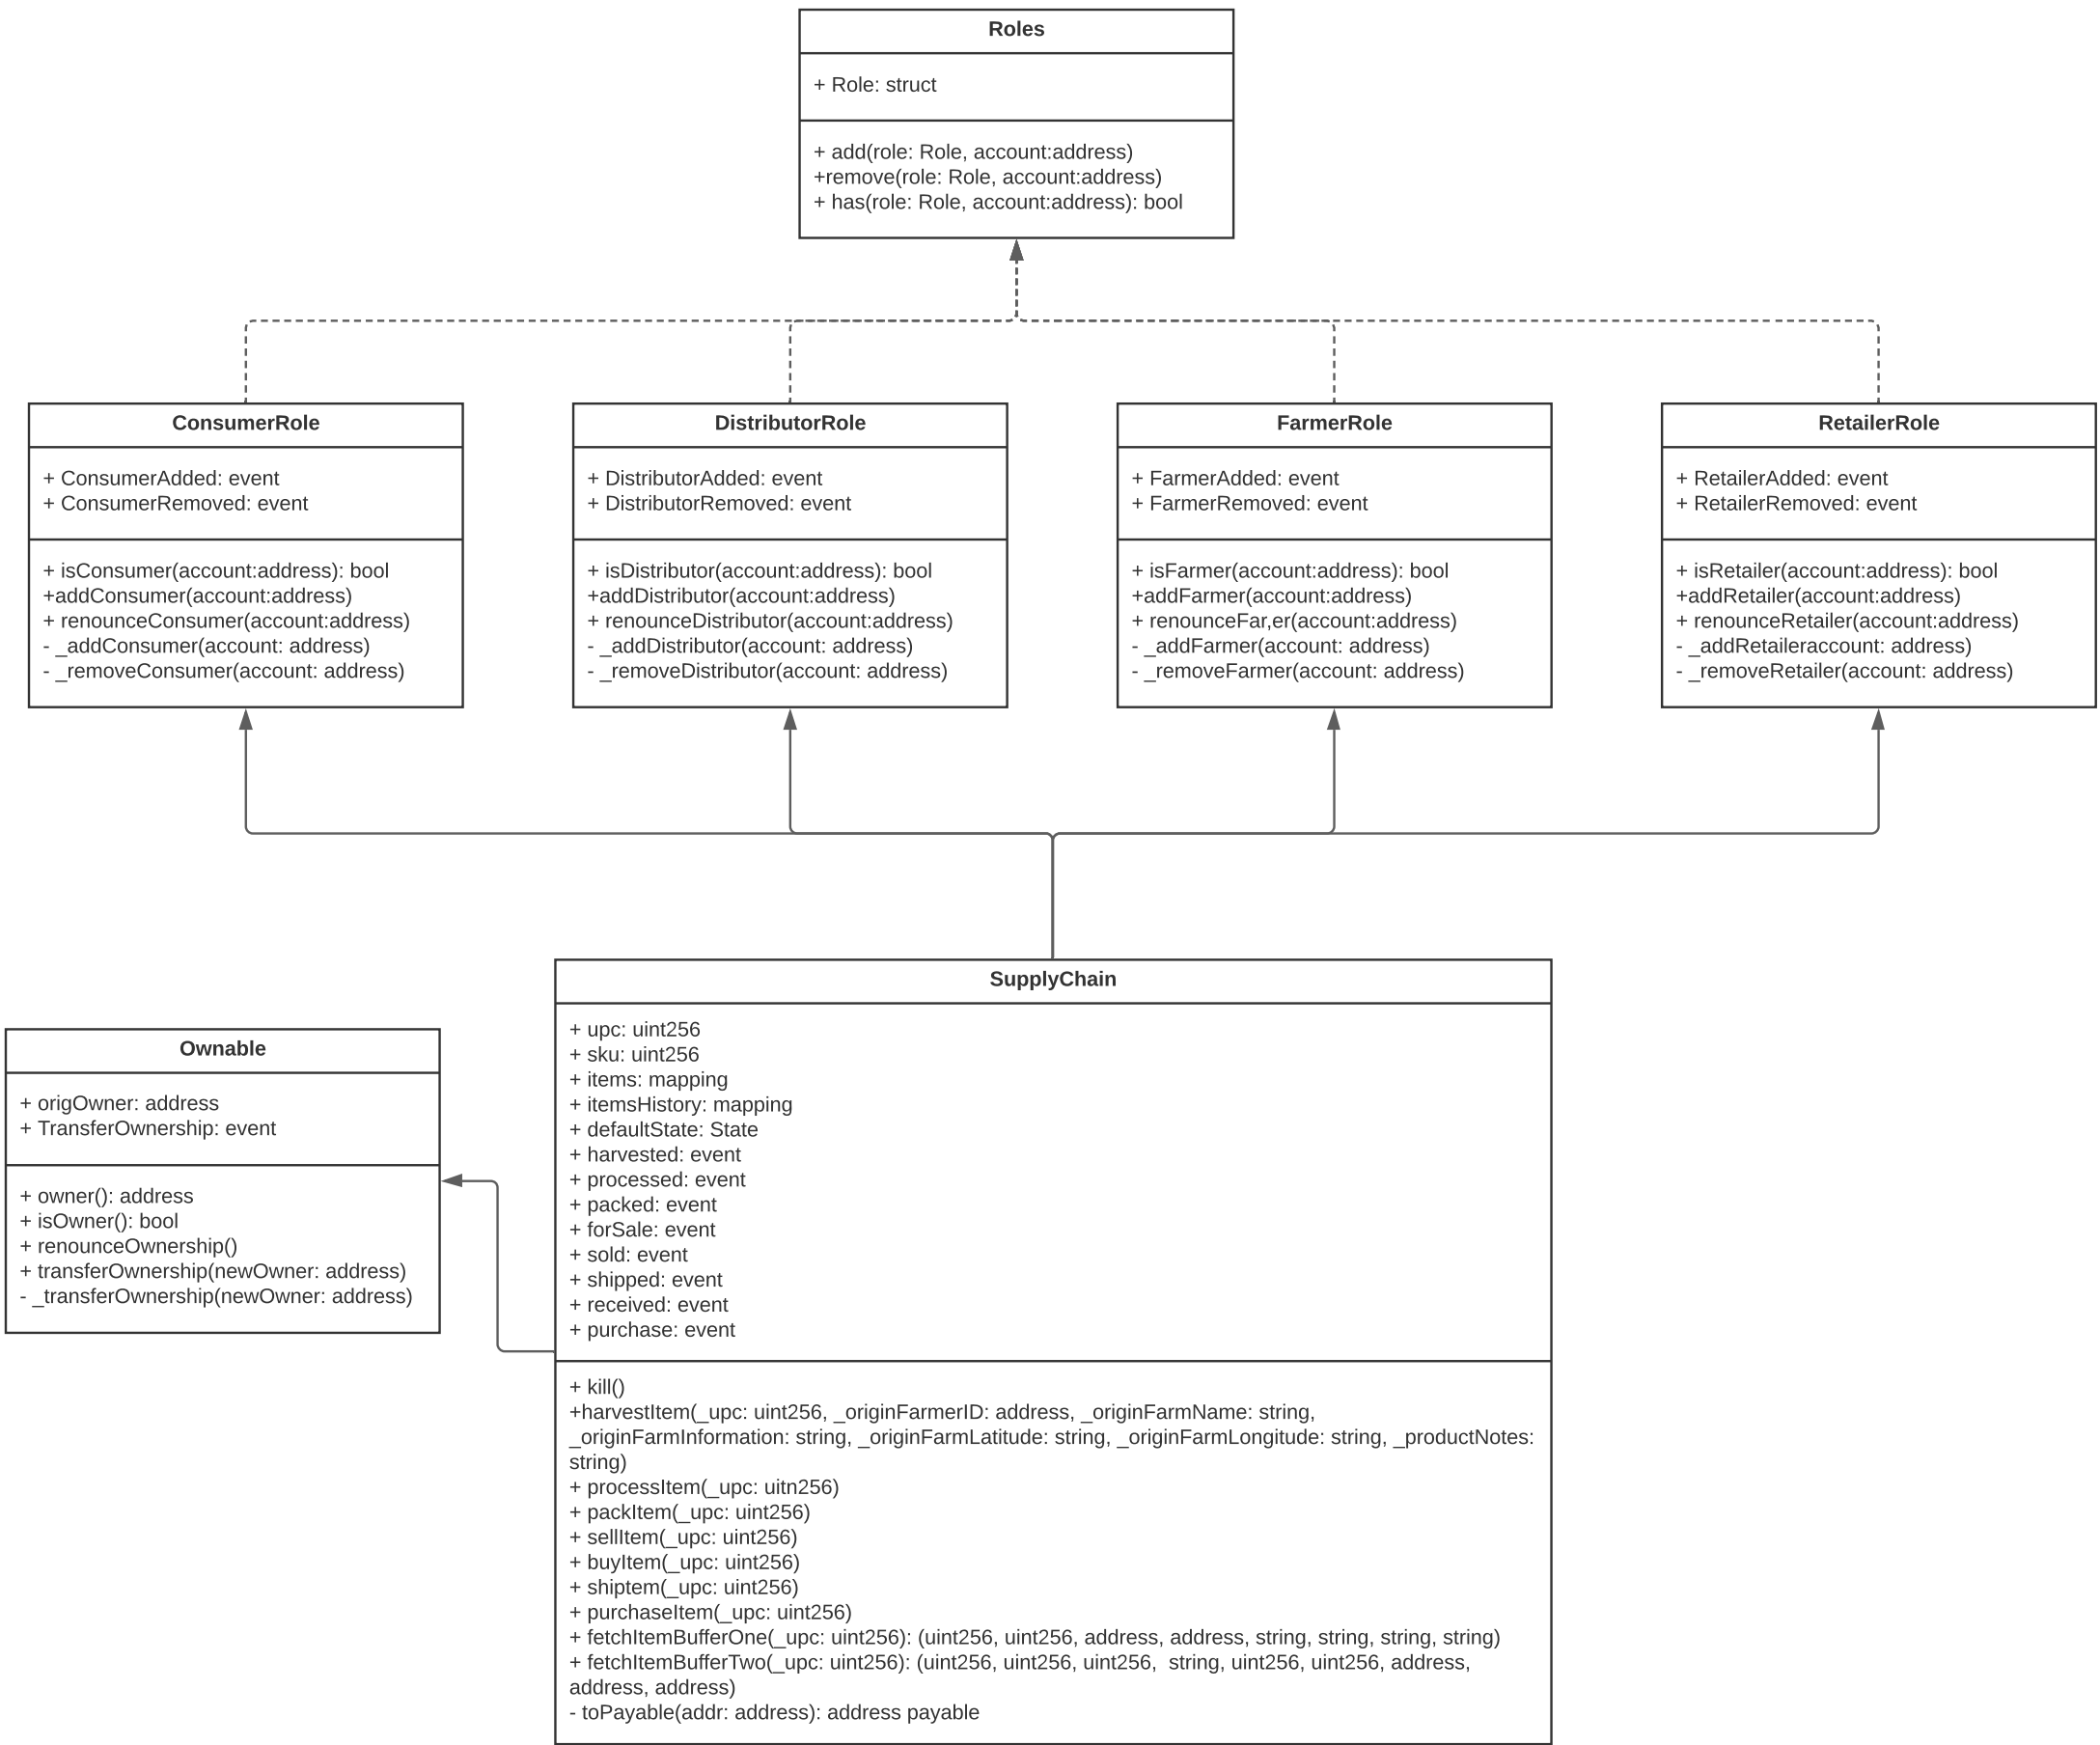 Roles
+ Role: struct
+ add(role: Role, account:address)
+remove(role: Role, account:address)
+ has(role: Role, account:address): bool
ConsumerRole
+ ConsumerAdded: event
+ ConsumerRemoved: event
+ isConsumer(account:address): bool
+addConsumer(account:address)
+ renounceConsumer(account:address)
- _addConsumer(account: address)
- _removeConsumer(account: address)
DistributorRole
+ DistributorAdded: event
+ DistributorRemoved: event
+ isDistributor(account:address): bool
+addDistributor(account:address)
+ renounceDistributor(account:address)
- _addDistributor(account: address)
- _removeDistributor(account: address)
FarmerRole
+ FarmerAdded: event
+ FarmerRemoved: event
+ isFarmer(account:address): bool
+addFarmer(account:address)
+ renounceFar,er(account:address)
- _addFarmer(account: address)
- _removeFarmer(account: address)
RetailerRole
+ RetailerAdded: event
+ RetailerRemoved: event
+ isRetailer(account:address): bool
+addRetailer(account:address)
+ renounceRetailer(account:address)
- _addRetaileraccount: address)
- _removeRetailer(account: address)
Ownable
+ origOwner: address
+ TransferOwnership: event
+ owner(): address
+ isOwner(): bool
+ renounceOwnership()
+ transferOwnership(newOwner: address)
- _transferOwnership(newOwner: address)
SupplyChain
+ upc: uint256
+ sku: uint256
+ items: mapping
+ itemsHistory: mapping
+ defaultState: State
+ harvested: event
+ processed: event
+ packed: event
+ forSale: event
+ sold: event
+ shipped: event
+ received: event
+ purchase: event
+ kill()
+harvestItem(_upc: uint256, _originFarmerID: address, _originFarmName: string,
_originFarmInformation: string, _originFarmLatitude: string, _originFarmLongitude: string, _productNotes:
string)
+ processItem(_upc: uitn256)
+ packItem(_upc: uint256)
+ sellItem(_upc: uint256)
+ buyItem(_upc: uint256)
+ shiptem(_upc: uint256)
+ purchaseItem(_upc: uint256)
+ fetchItemBufferOne(_upc: uint256): (uint256, uint256, address, address, string, string, string, string)
+ fetchItemBufferTwo(_upc: uint256): (uint256, uint256, uint256,  string, uint256, uint256, address,
address, address)
- toPayable(addr: address): address payable